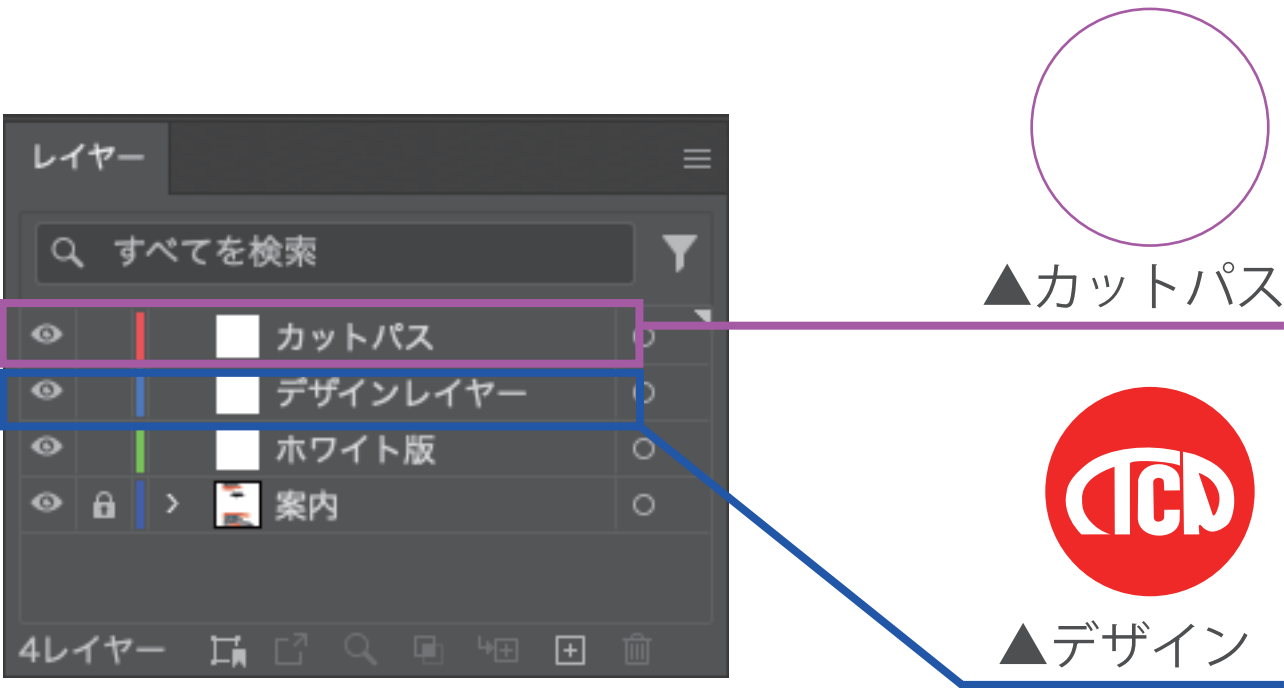 レイヤー
すべてを検索
カットパス
デザインレイヤー
ホワイト版
案内
4レイヤー
▲カットパス
TCD
▲デザイン